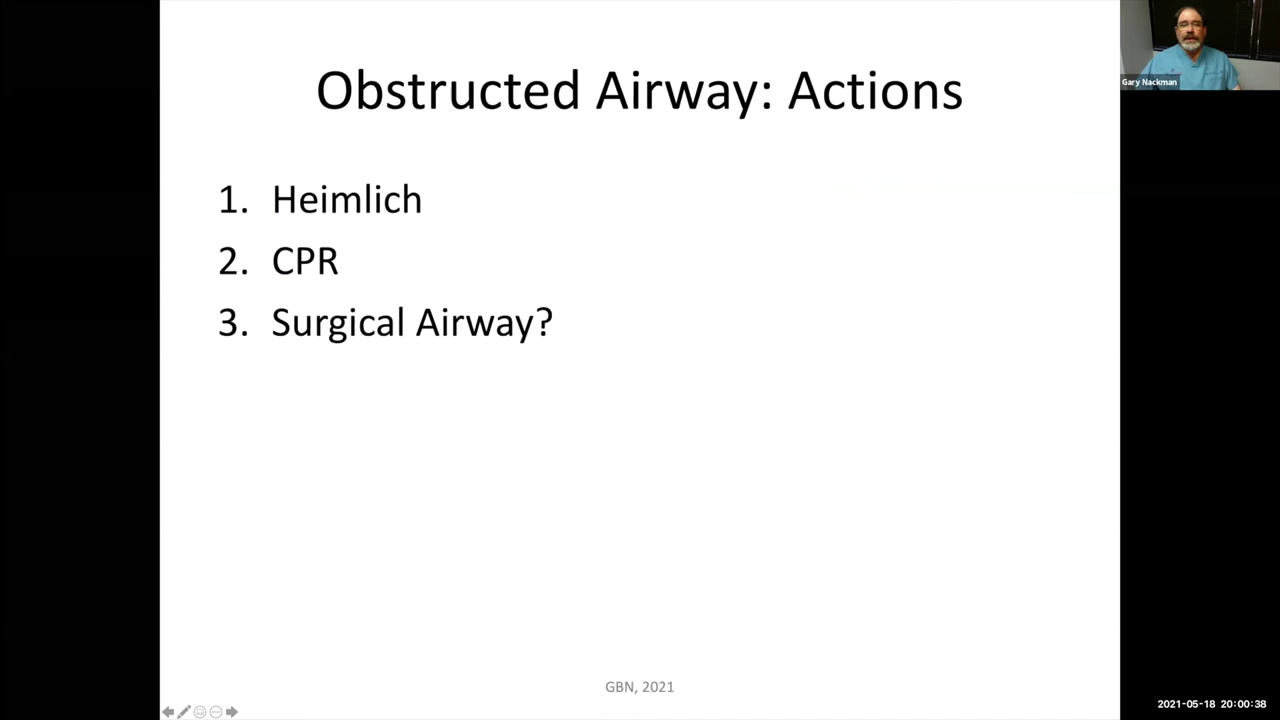 Obstructed Airway: Actions
Gary Nackman
1. Heimlich
2. CPR
3. Surgical Airway?
GBN, 2021
2021-05-18 20:00:38